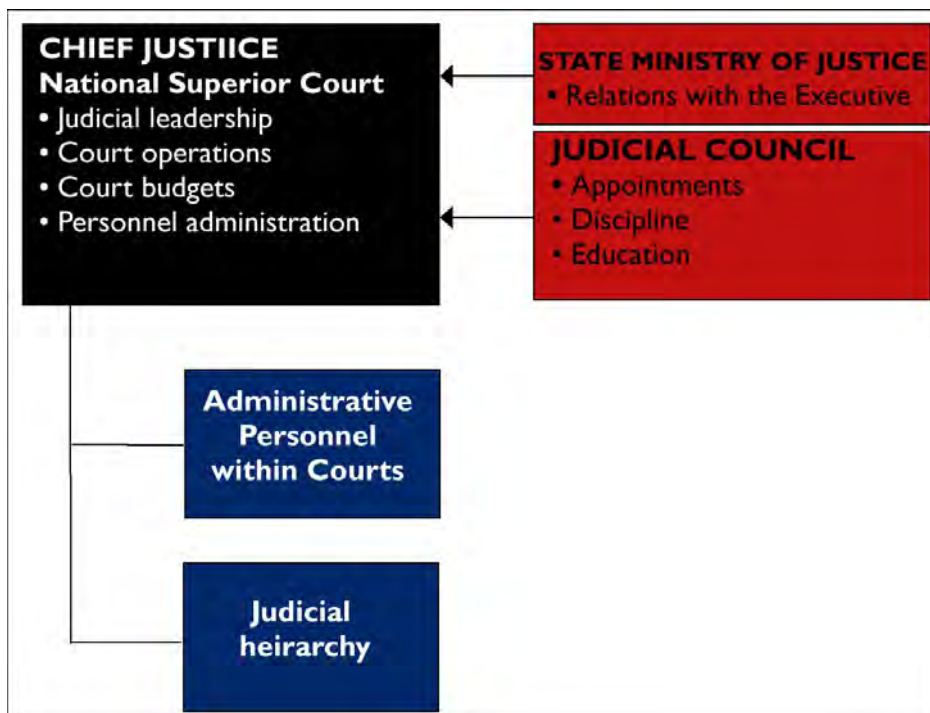 CHIEF JUSTIICE
National Superior Court
• Judicial leadership
• Court operations
• Court budgets
• Personnel administration
STATE MINISTRY OF JUSTICE
• Relations with the Executive
JUDICIAL COUNCIL
• Appointments
• Discipline
• Education
Administrative
Personnel
within Courts
Judicial
heirarchy